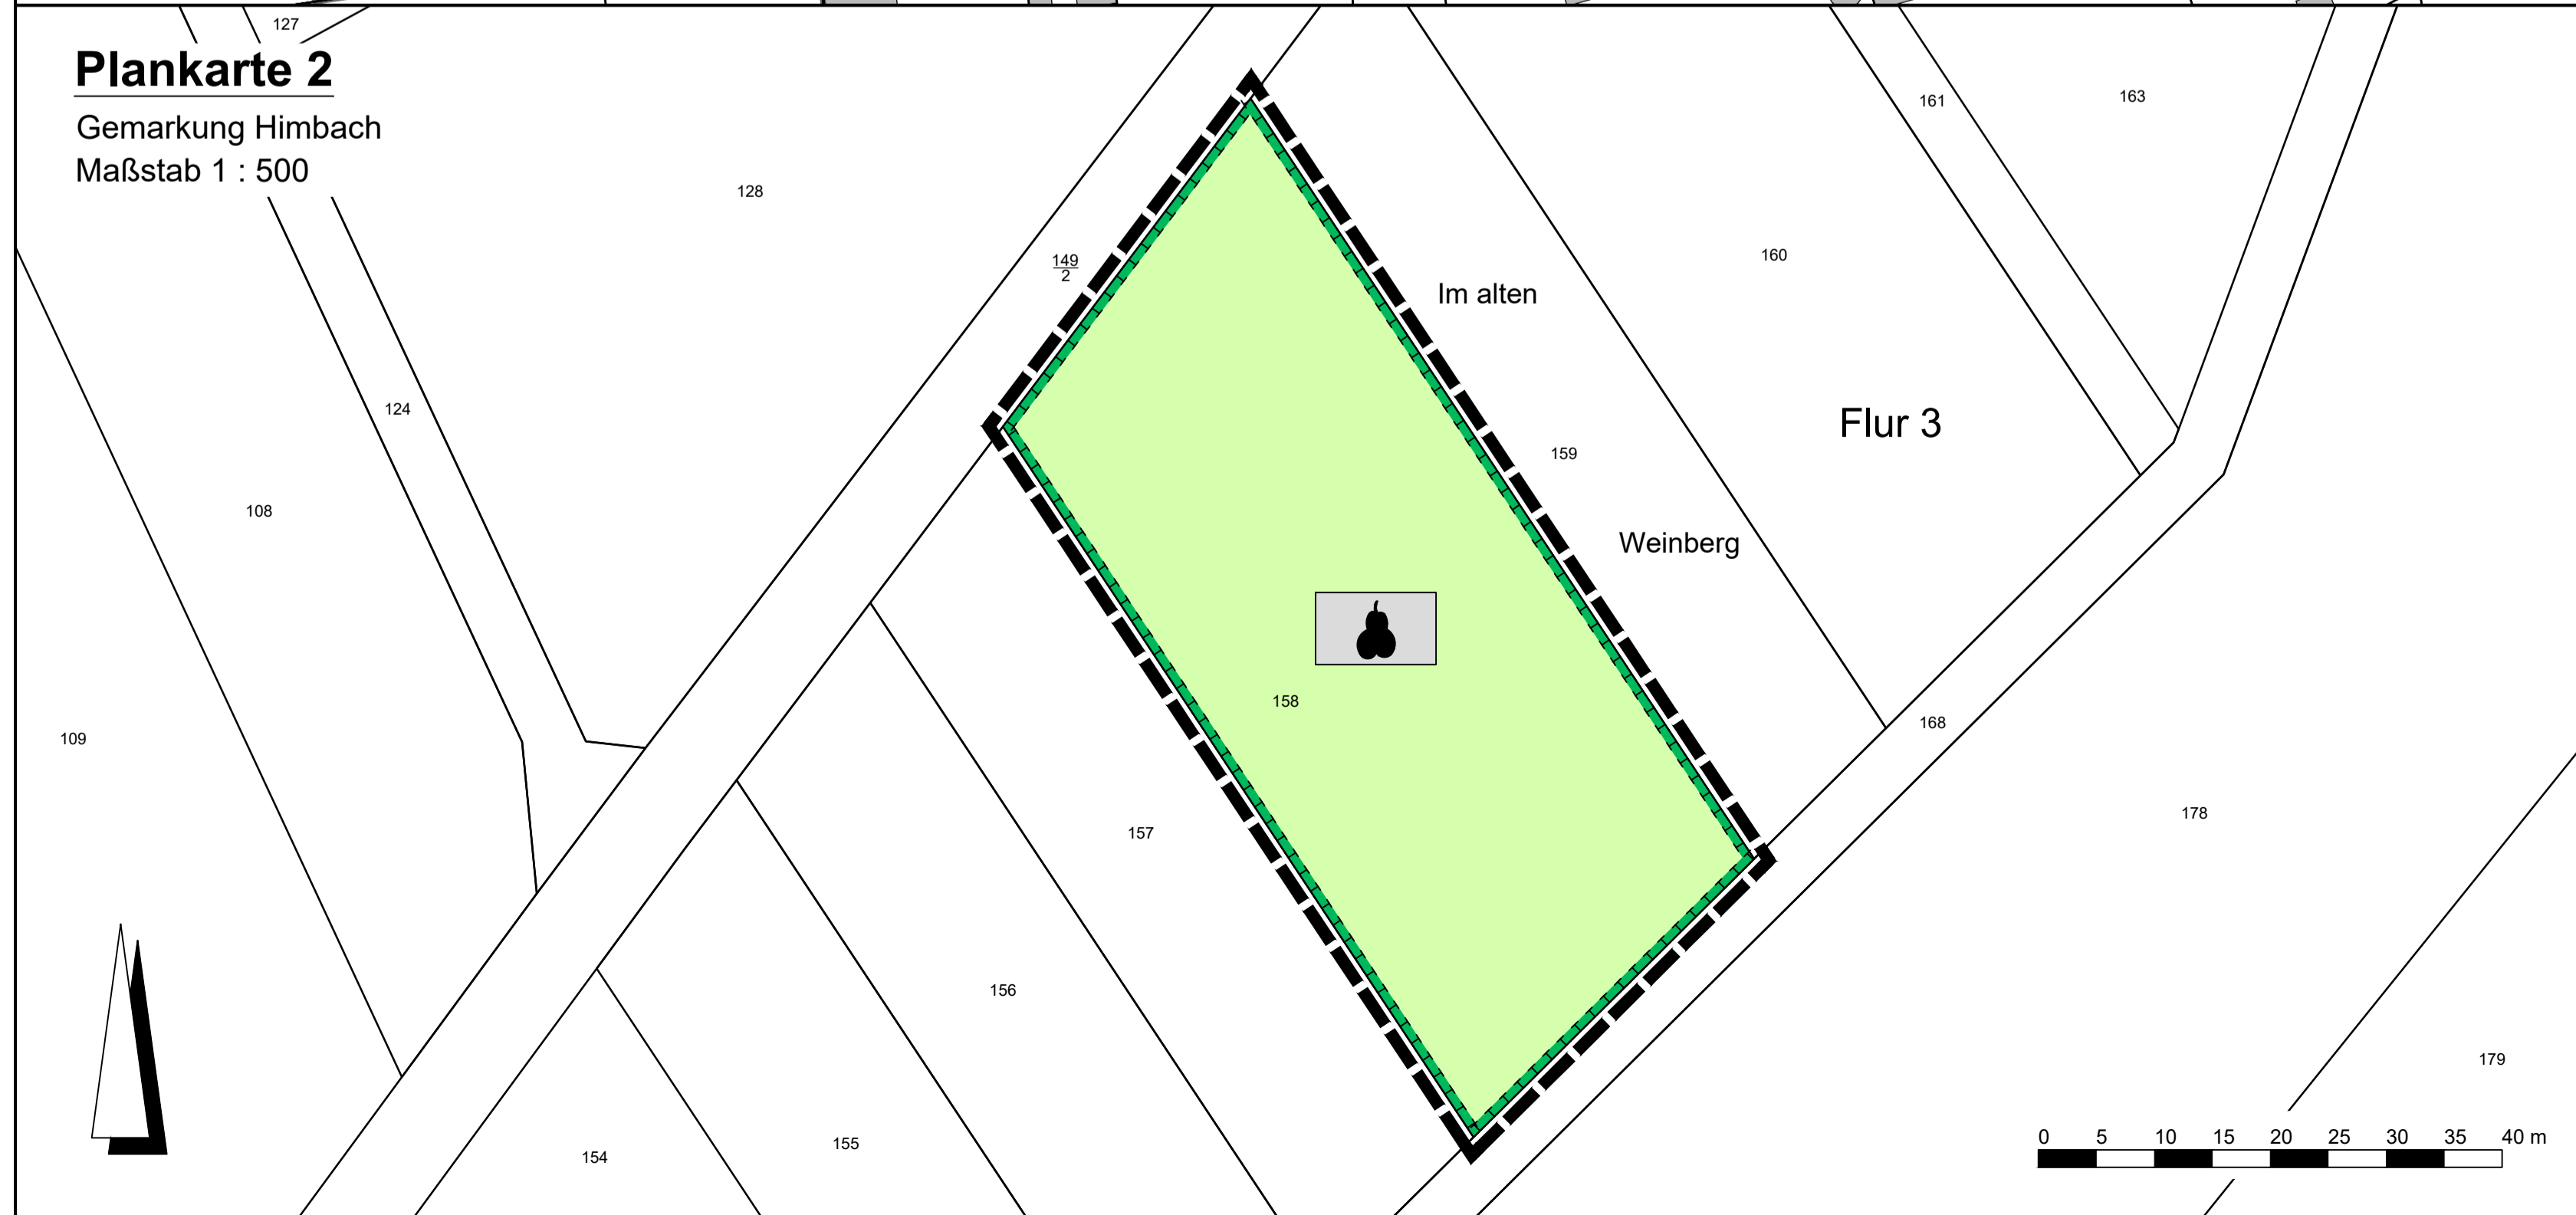 127
Plankarte 2
Gemarkung Himbach
Maßstab 1 : 500
161
163
128
160
149
2
Im alten
124
Flur 3
159
108
Weinberg
158
168
109
178
157
156
179
155
154
0 5 10 15 20 25 30 35 40 m